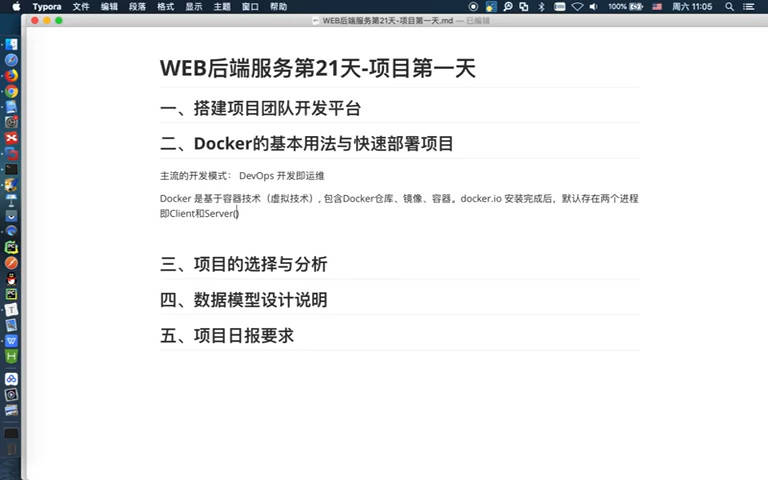 Typora 文件 编辑 段落 格式 显示 主题 窗口 帮助 100% 周六 11:05
WEB后端服务第21天-项目第一天.md — 已编辑
WEB后端服务第21天-项目第一天
一、搭建项目团队开发平台
二、Docker的基本用法与快速部署项目
主流的开发模式： DevOps 开发即运维
Docker 是基于容器技术（虚拟技术）, 包含Docker仓库、镜像、容器。docker.io 安装完成后，默认存在两个进程
即Client和Server()
三、项目的选择与分析
四、数据模型设计说明
五、项目日报要求